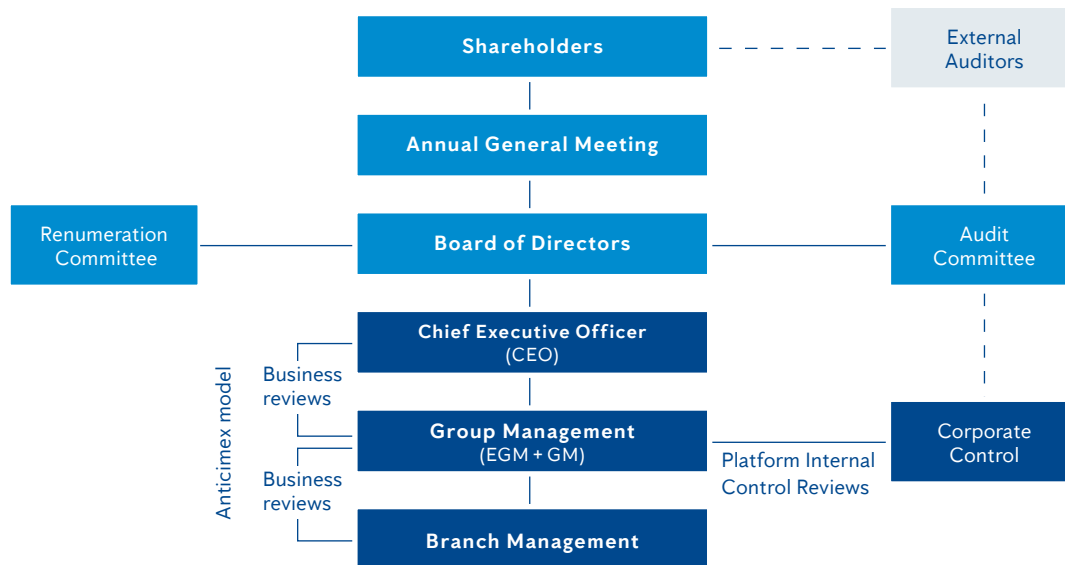 Shareholders
External
Auditors
Annual General Meeting
Renumeration
Committee
Board of Directors
Audit
Committee
Chief Executive Officer
(CEO)
Anticimex model
Business
reviews
Group Management
(EGM + GM)
Platform Internal
Control Reviews
Corporate
Control
Business
reviews
Branch Management